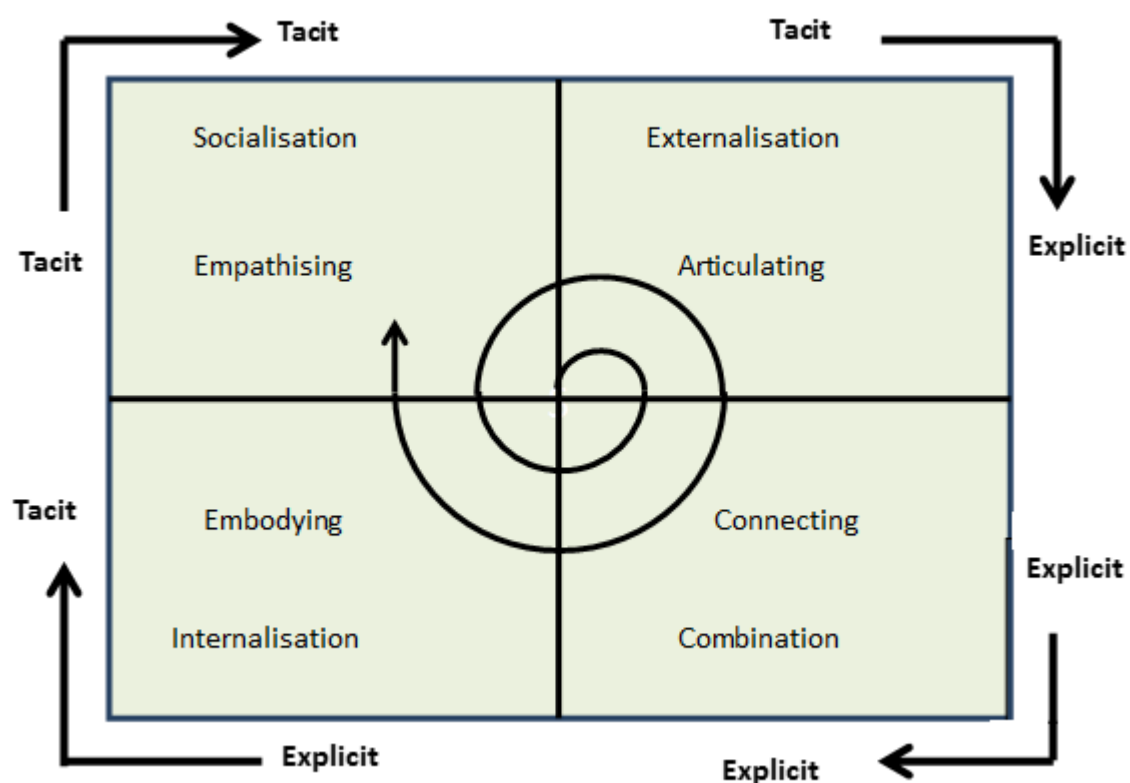 Tacit
Tacit
Socialisation
Externalisation
Tacit
Empathising
Articulating
Explicit
Tacit
Embodying
Connecting
Explicit
Internalisation
Combination
Explicit
Explicit